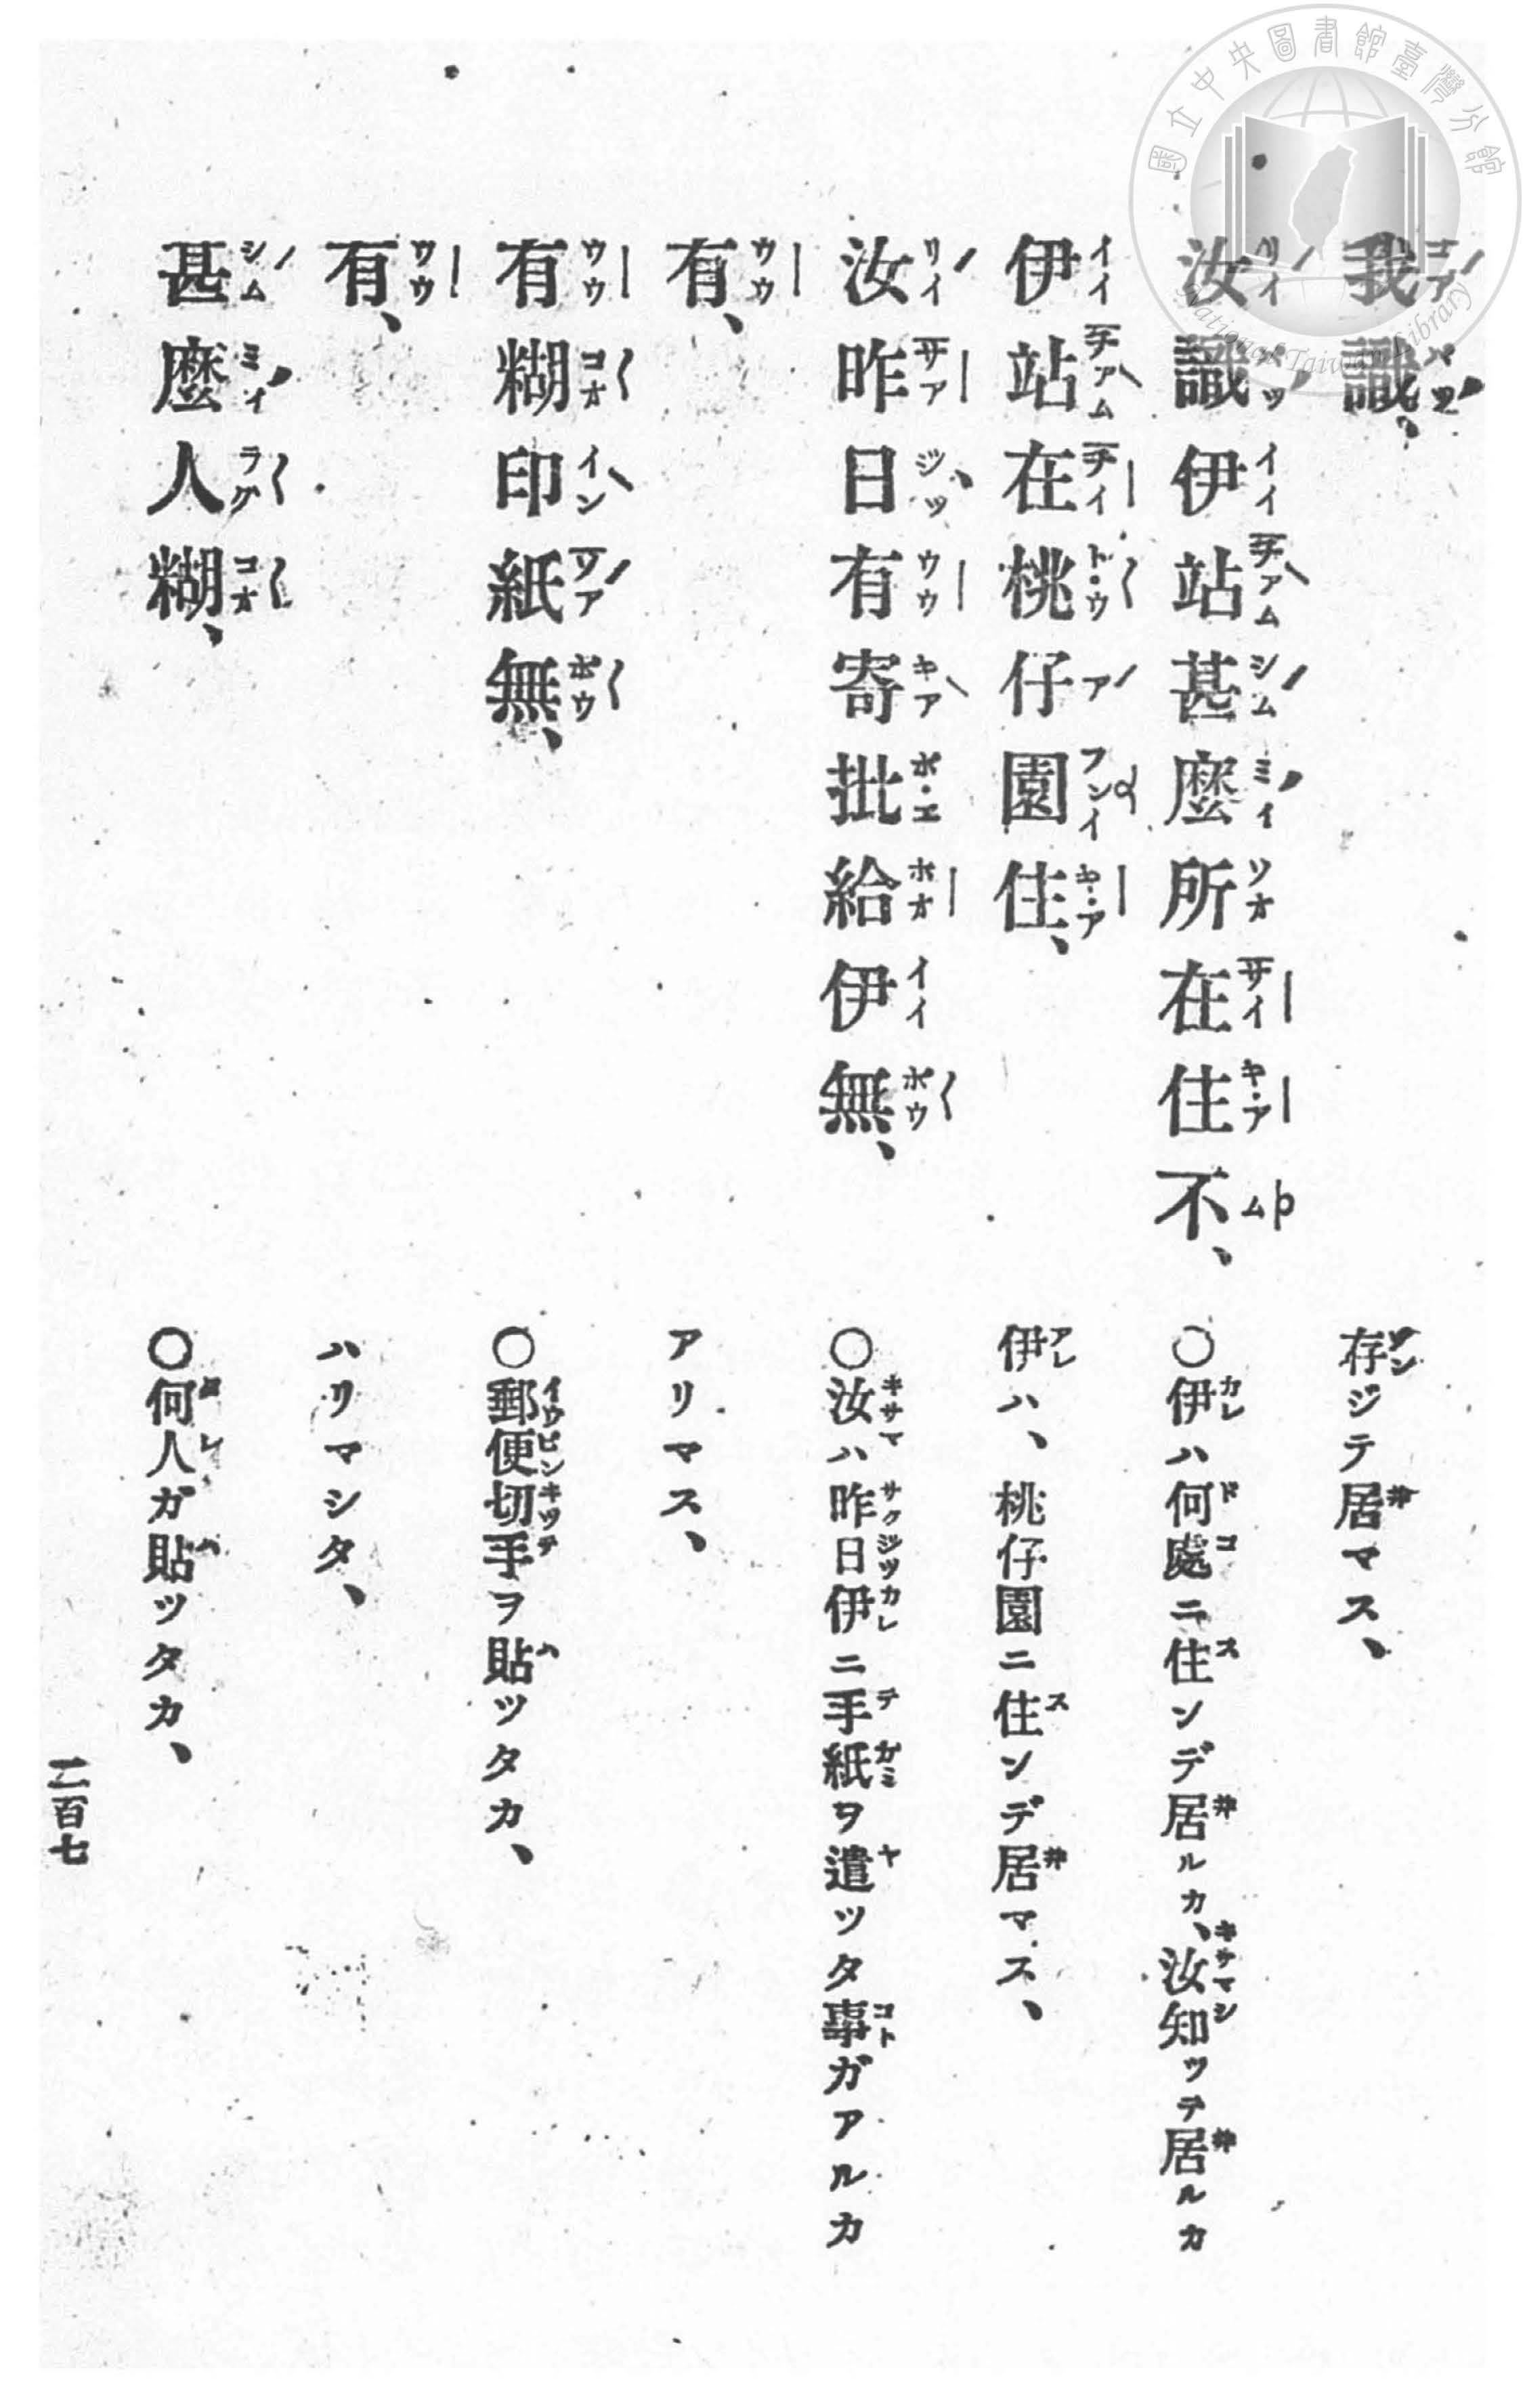 我識、
存ジテ居マス、
汝識伊站甚麼所在住不、
〇伊ハ何處ニ住ンデ居ルカ、汝知ッテ居ルカ
伊站在桃仔園住、
伊ハ、桃仔園ニ住ンデ居マス、
汝昨日有寄批給伊無、
〇汝ハ昨日伊ニ手紙ヲ遣ッタ事ガアルカ
有、
アリマス、
有糊印紙無、
〇郵便切手ヲ貼ッタカ、
有、
ハリマシタ、
甚麼人糊、
〇何人ガ貼ッタカ、
二百七
國立中央圖書館臺灣分館
National Taiwan Library